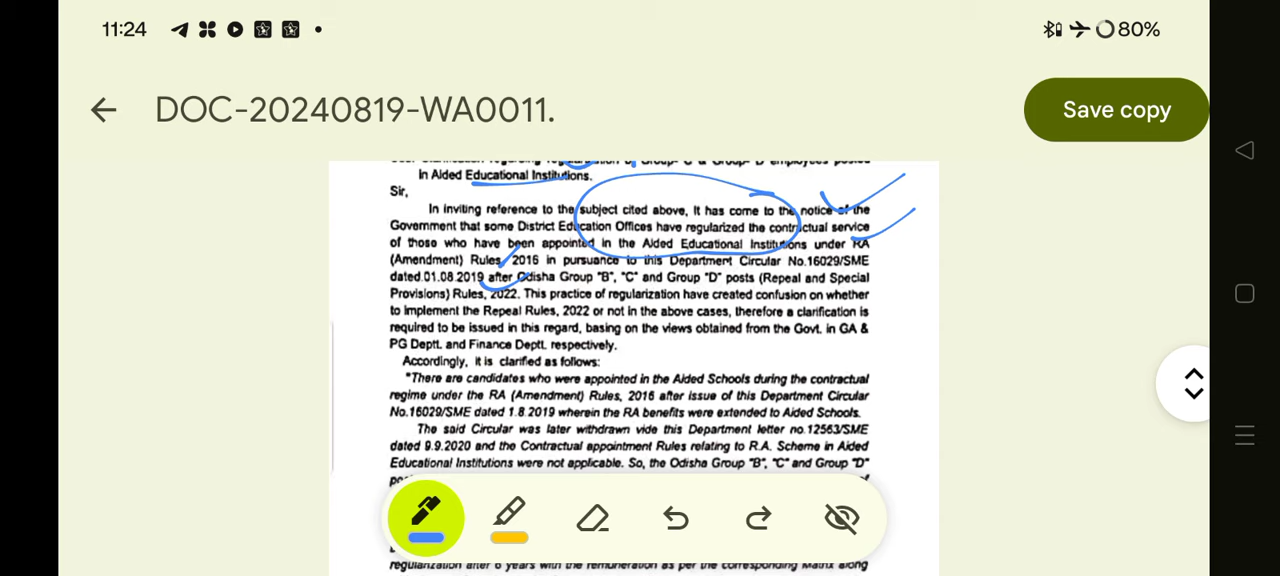 11:24
80%
DOC-20240819-WA0011.
Save copy
Group- C & Group- D employees posted
In Aided Educational Institutions.
Sir,
In inviting reference to the subject cited above, it has come to the notice of the
Government that some District Education Offices have regularized the contractual service
of those who have been appointed in the Aided Educational Institutions under RA
(Amendment) Rules, 2016 in pursuance to this Department Circular No.16029/SME
dated.01.08.2019 after Odisha Group "B", "C" and Group "D" posts (Repeal and Special
Provisions) Rules, 2022. This practice of regularization have created confusion on whether
to implement the Repeal Rules, 2022 or not in the above cases, therefore a clarification is
required to be issued in this regard, basing on the views obtained from the Govt. in GA &
PG Deptt. and Finance Deptt. respectively.
Accordingly, it is clarified as follows:
"There are candidates who were appointed in the Aided Schools during the contractual
regime under the RA (Amendment) Rules, 2016 after issue of this Department Circular
No.16029/SME dated 1.8.2019 wherein the RA benefits were extended to Aided Schools.
The said Circular was later withdrawn vide this Department letter no.12563/SME
dated 9.9.2020 and the Contractual appointment Rules relating to R.A. Scheme in Aided
Educational Institutions were not applicable. So, the Odisha Group "B", "C" and Group "D"
regularization after 6 years with the remuneration as per the corresponding Matrix along